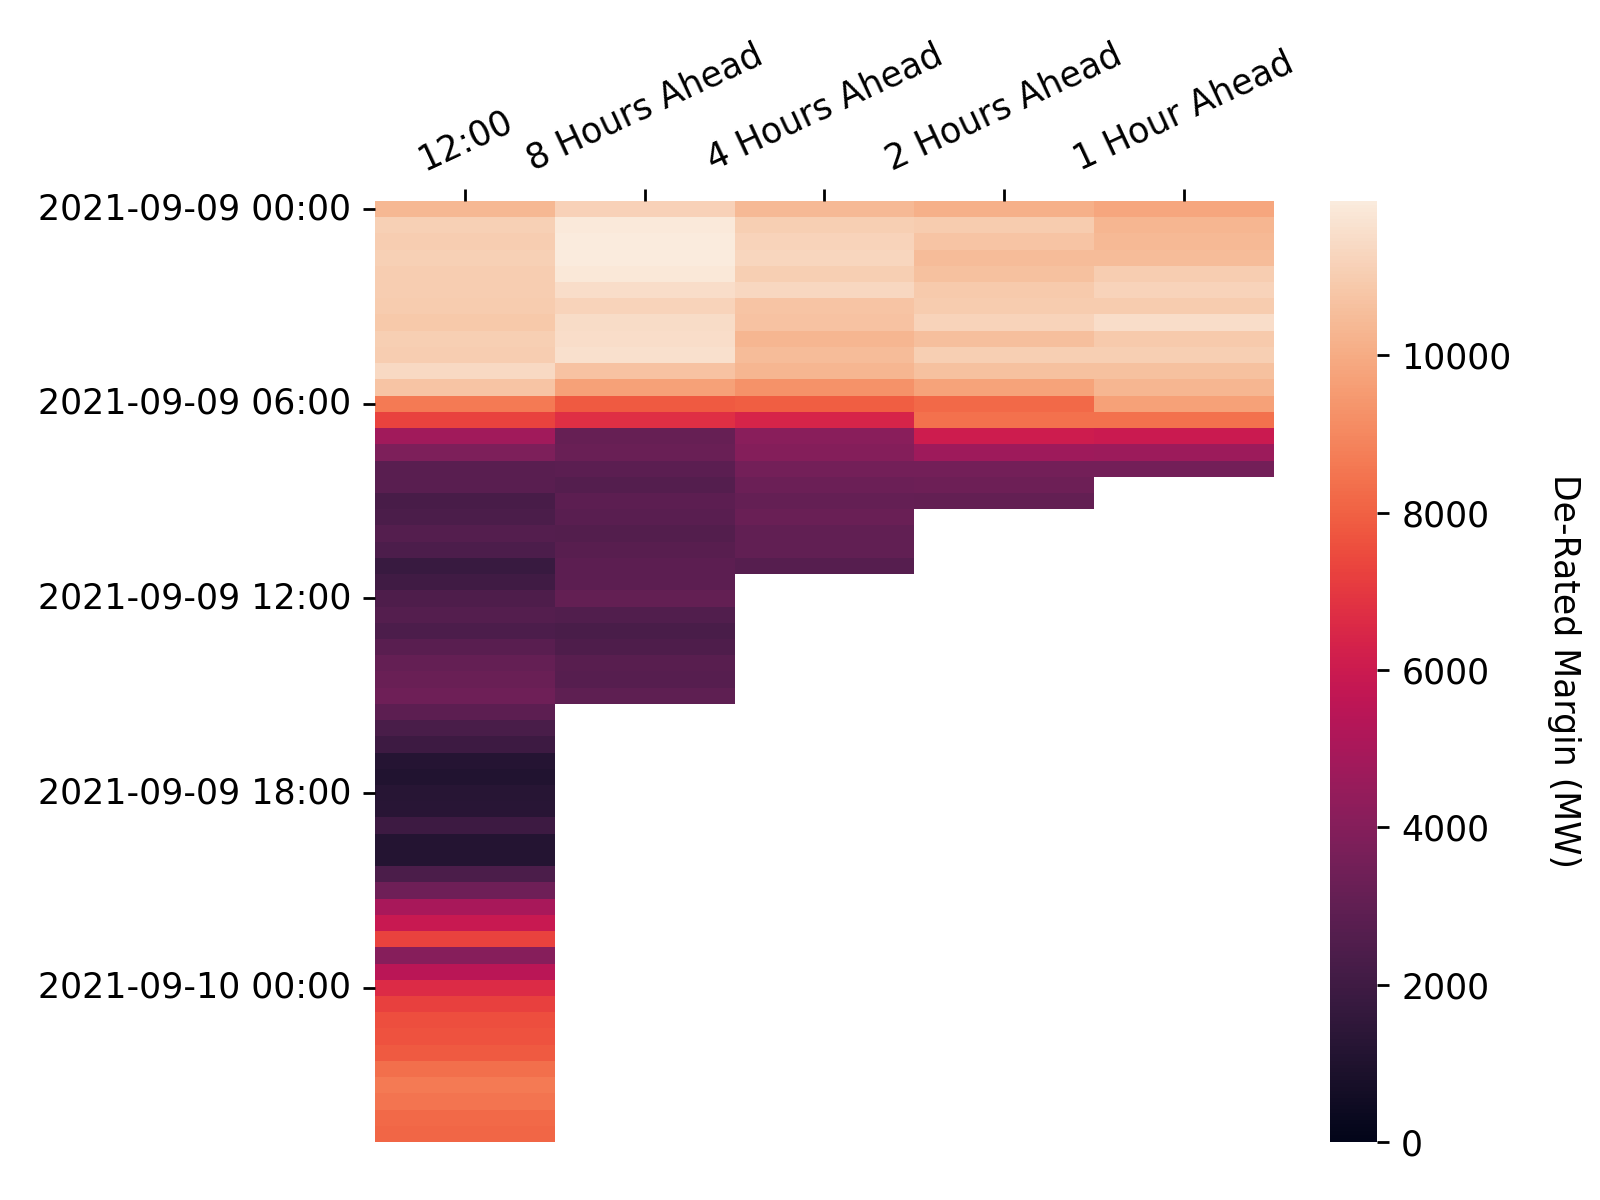 12:00
8 Hours Ahead
4 Hours Ahead
2 Hours Ahead
1 Hour Ahead
2021-09-09 00:00
2021-09-09 06:00
2021-09-09 12:00
2021-09-09 18:00
2021-09-10 00:00
10000
8000
6000
4000
2000
0
De-Rated Margin (MW)